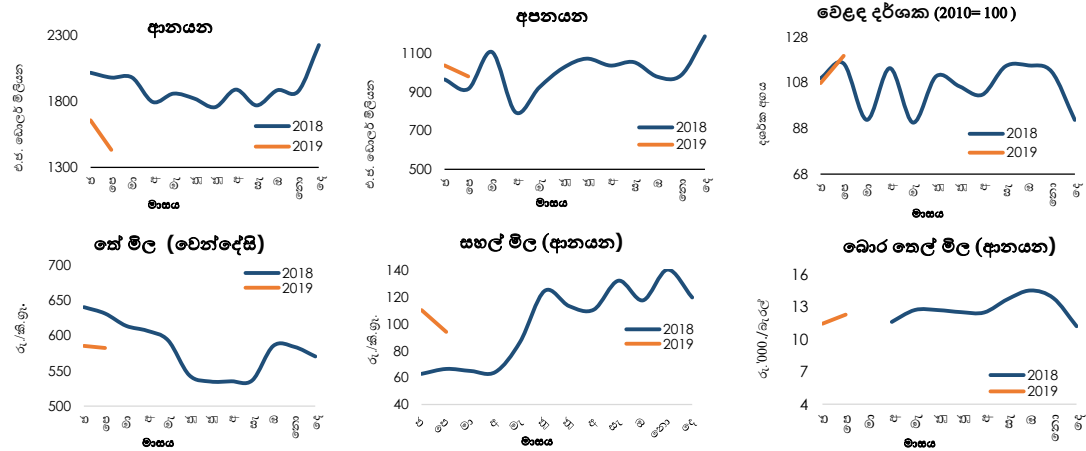 ආනයන
එ.ජ. ඩොලර් මිලියන
2300
1800
1300
2018
2019
ජ පෙ මා අ මැ ජූ ජූ අ සැ ඔ නො දෙ
මාසය
අපනයන
එ.ජ. ඩොලර් මිලියන
1100
900
700
500
2018
2019
ජ පෙ මා අ මැ ජූ ජූ අ සැ ඔ නො දෙ
මාසය
වෙළඳ දර්ශක (2010=100)
දර්ශක අගය
128
108
88
68
2018
2019
ජ පෙ මා අ මැ ජූ ජූ අ සැ ඔ නො දෙ
මාසය
තේ මිල (වෙන්දේසි)
රු./කි.ග්‍රෑ.
700
650
600
550
500
2018
2019
ජ පෙ මා අ මැ ජූ ජූ අ සැ ඔ නො දෙ
මාසය
සහල් මිල (ආනයන)
රු./කි.ග්‍රෑ.
140
120
100
80
60
40
2018
2019
ජ පෙ මා අ මැ ජූ ජූ අ සැ ඔ නො දෙ
මාසය
බොර තෙල් මිල (ආනයන)
රු.'000./බැරල්
16
13
10
7
4
2018
2019
ජ පෙ මා අ මැ ජූ ජූ අ සැ ඔ නො දෙ
මාසය